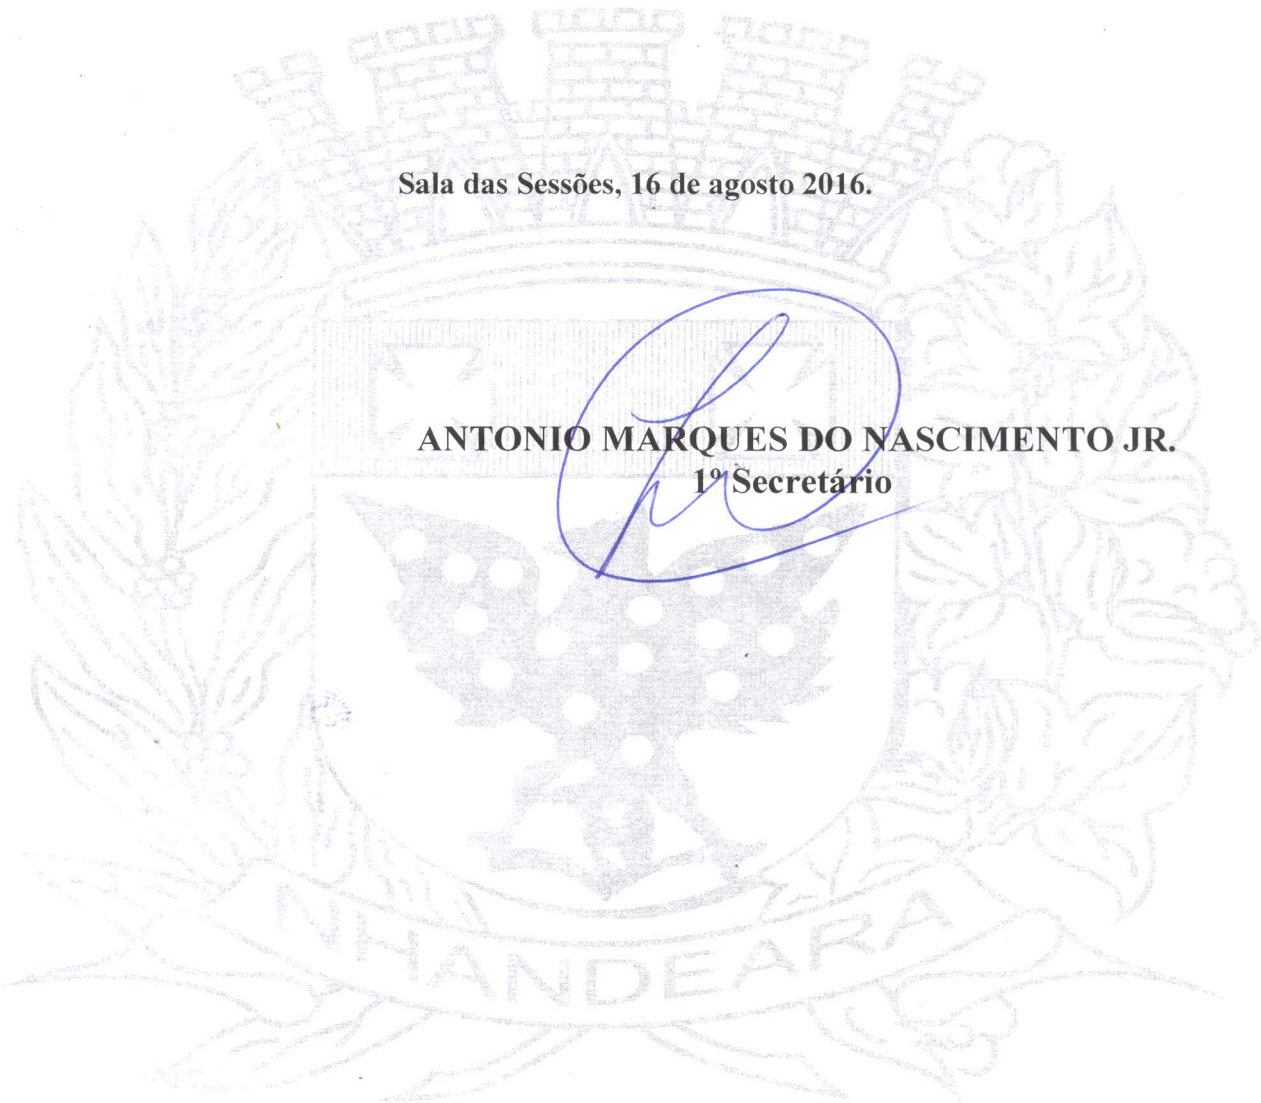 Sala das Sessões, 16 de agosto 2016.
ANTONIO MARQUES DO NASCIMENTO JR.
1º Secretário
NHANDEARA